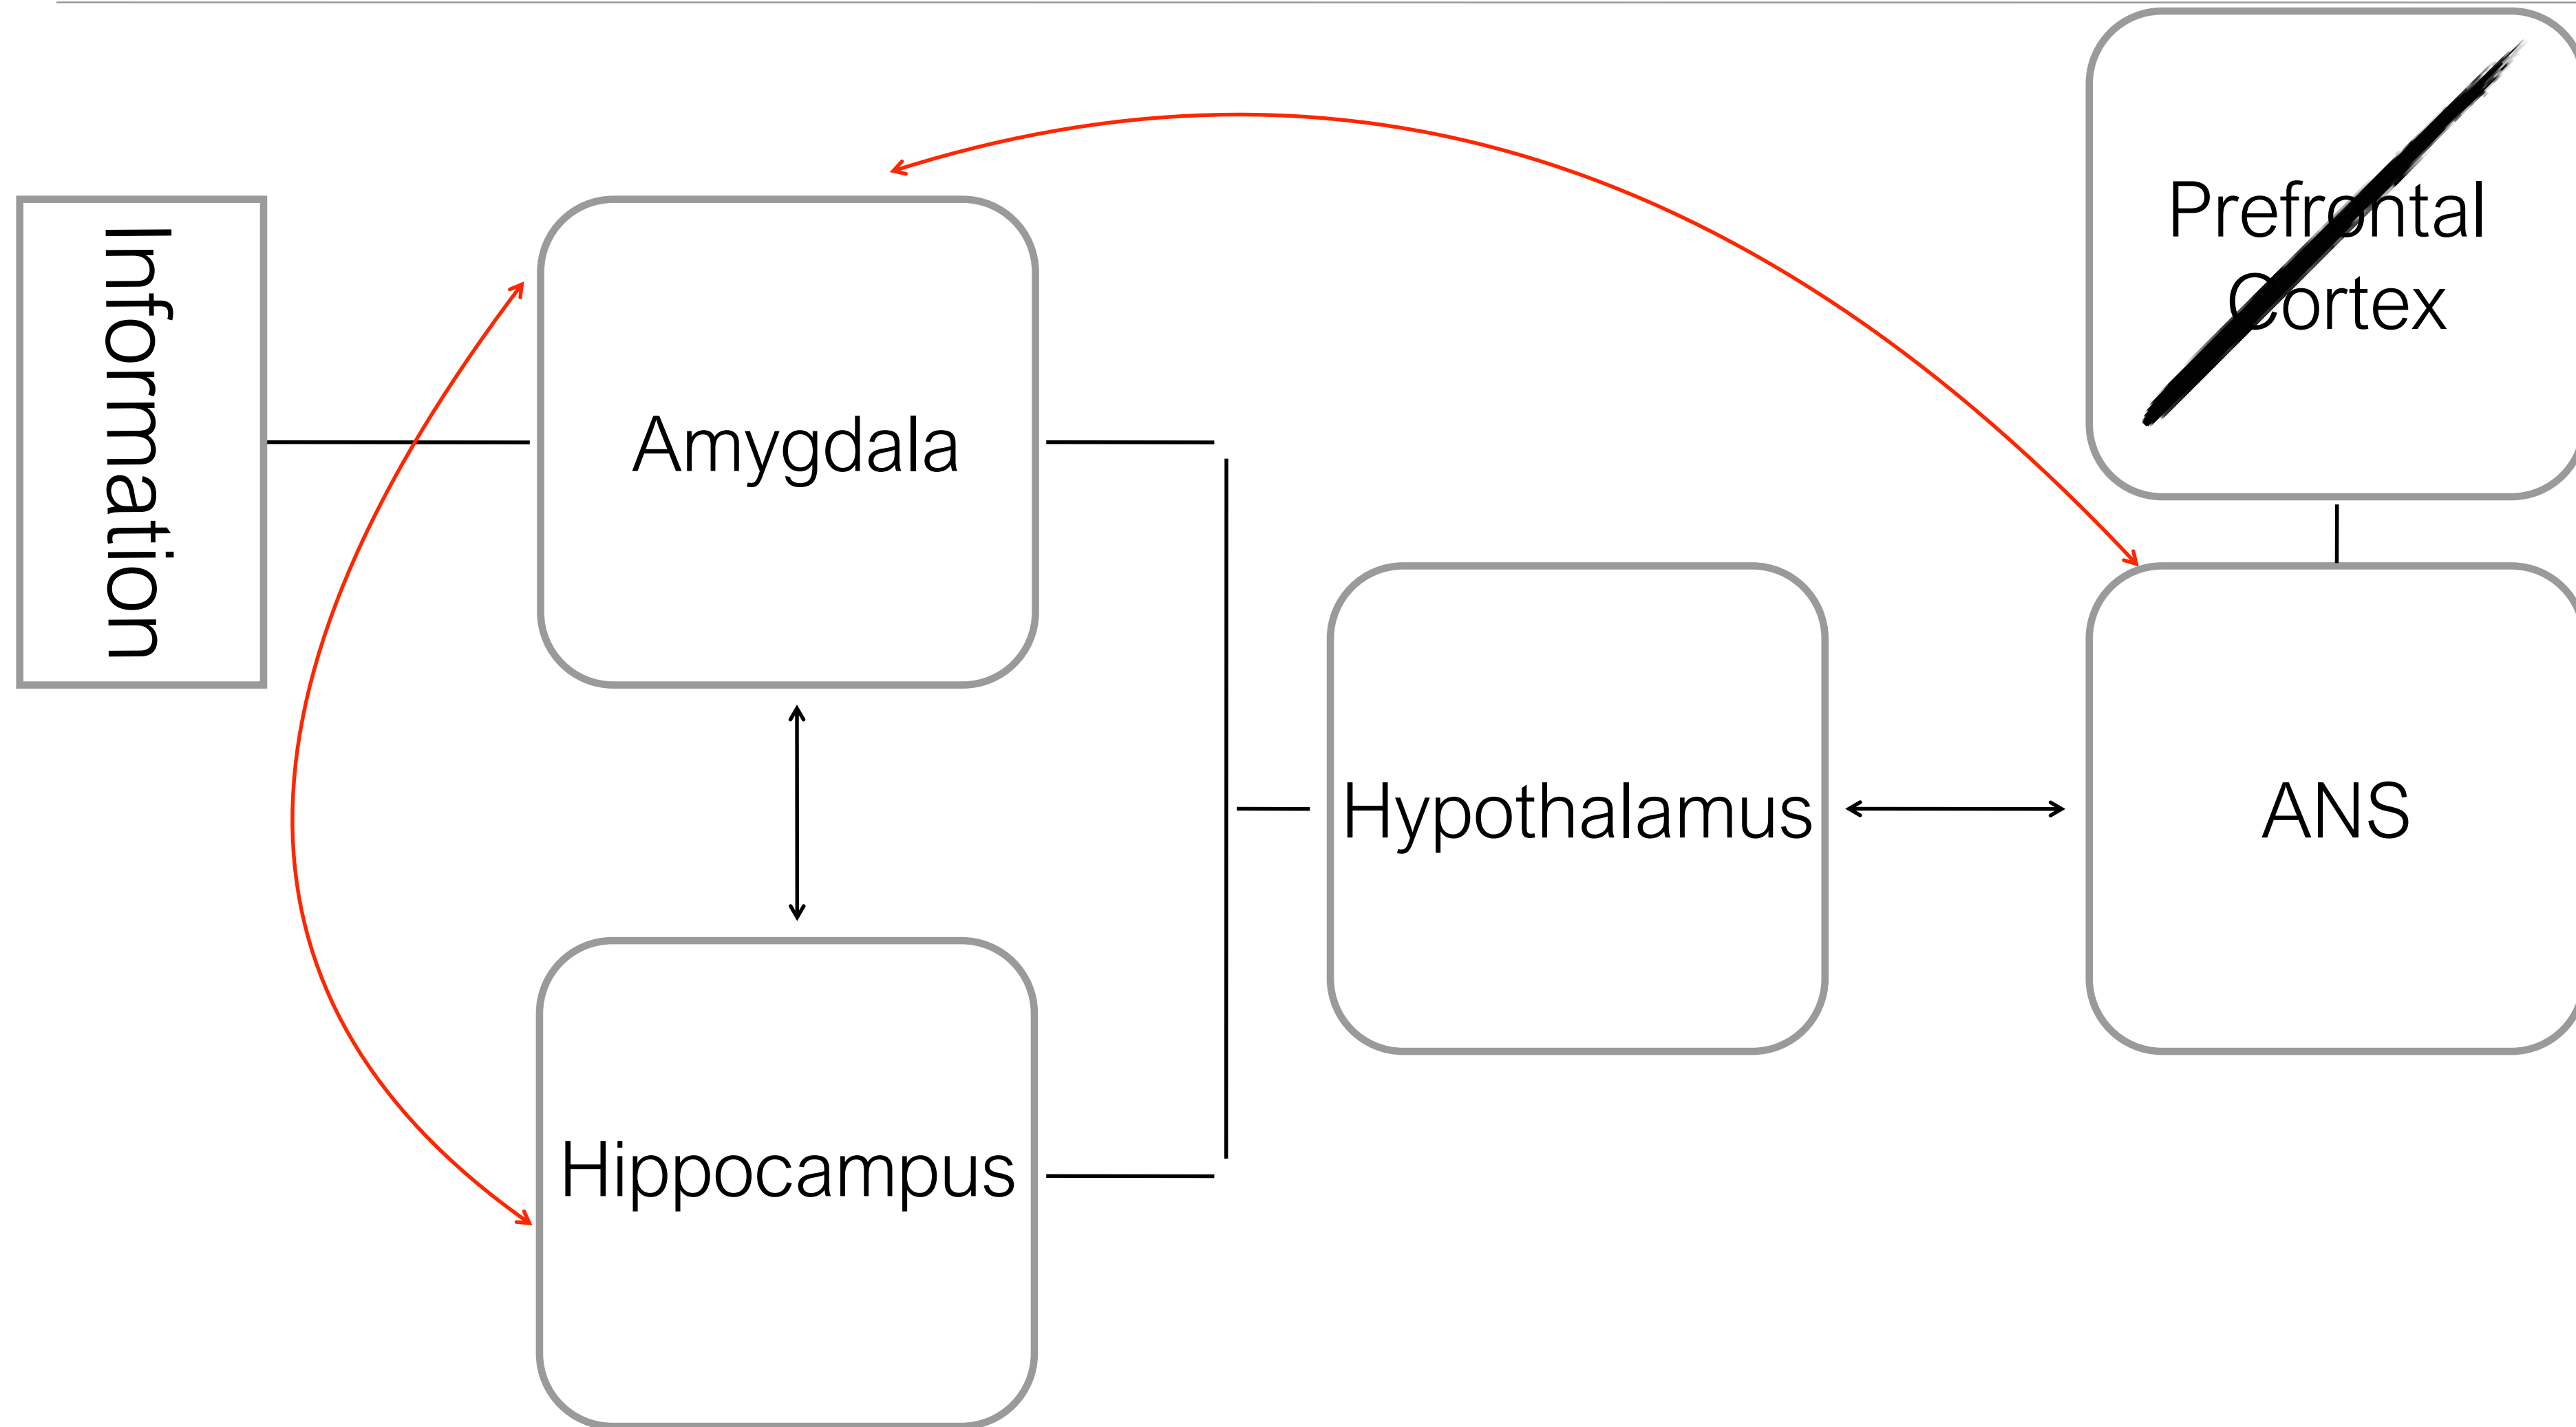 Information
Amygdala
Prefrontal
Cortex
Hypothalamus
ANS
Hippocampus